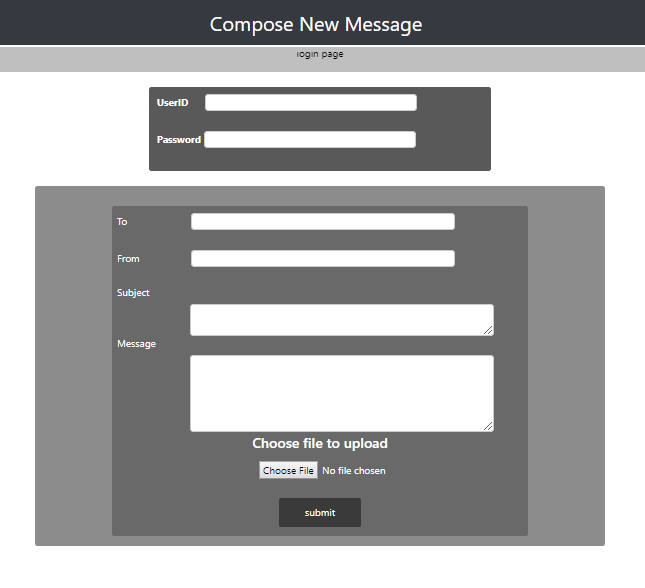 Compose New Message
login page
UserID
Password
To
From
Subject
Message
Choose file to upload
Choose File No file chosen
submit